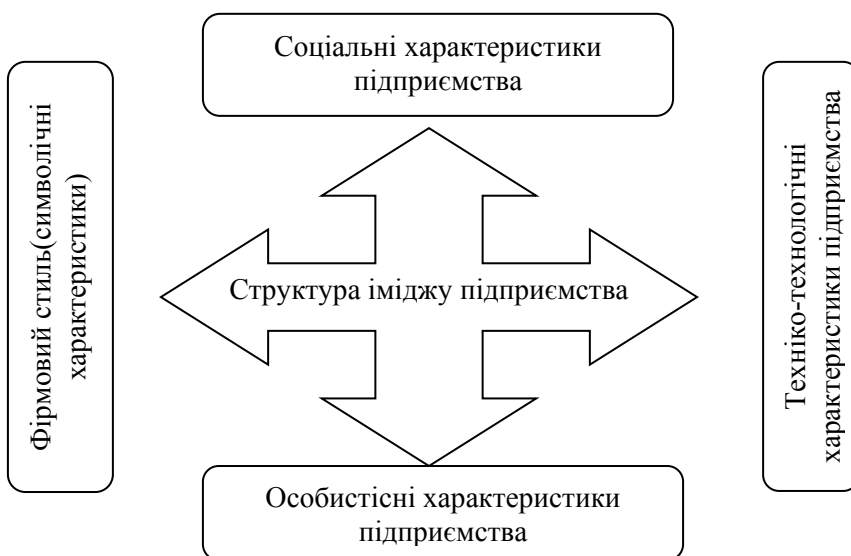 Соціальні характеристики
підприємства
Фірмовий стиль(символічні
характеристики)
Структура іміджу підприємства
Техніко-технологічні
характеристики підприємства
Особистісні характеристики
підприємства